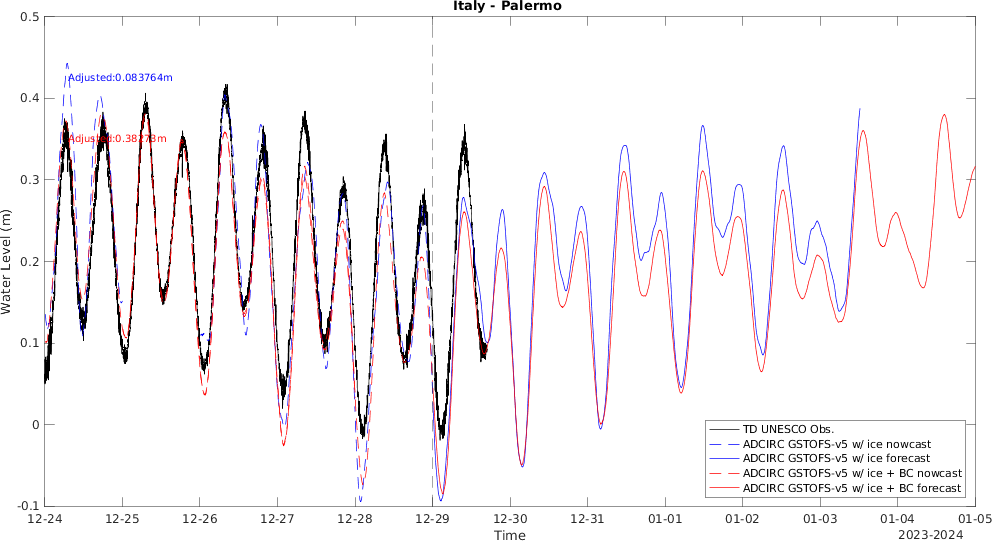 Italy - Palermo
0.5
0.4
0.3
0.2
0.1
0
-0.1
Water Level (m)
Adjusted:0.083764m
Adjusted:0.38273m
TD UNESCO Obs.
ADCIRC GSTOFS-v5 w/ ice nowcast
ADCIRC GSTOFS-v5 w/ ice forecast
ADCIRC GSTOFS-v5 w/ ice + BC nowcast
ADCIRC GSTOFS-v5 w/ ice + BC forecast
12-24 12-25 12-26 12-27 12-28 12-29 12-30 12-31 01-01 01-02 01-03 01-04 01-05
Time
2023-2024